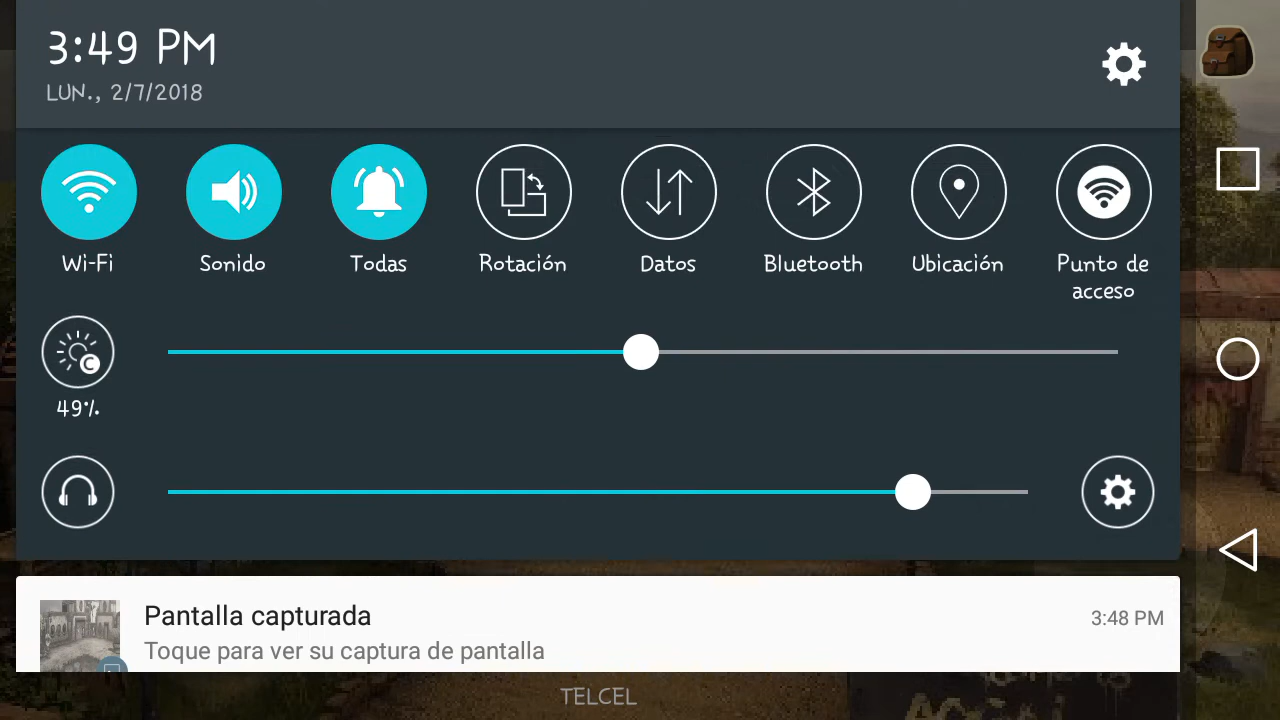 3:49 PM
LUN., 2/7/2018
Wi-Fi
Sonido
Todas
Rotación
Datos
Bluetooth
Ubicación
Punto de
acceso
49%
Pantalla capturada
3:48 PM
Toque para ver su captura de pantalla
TELCEL